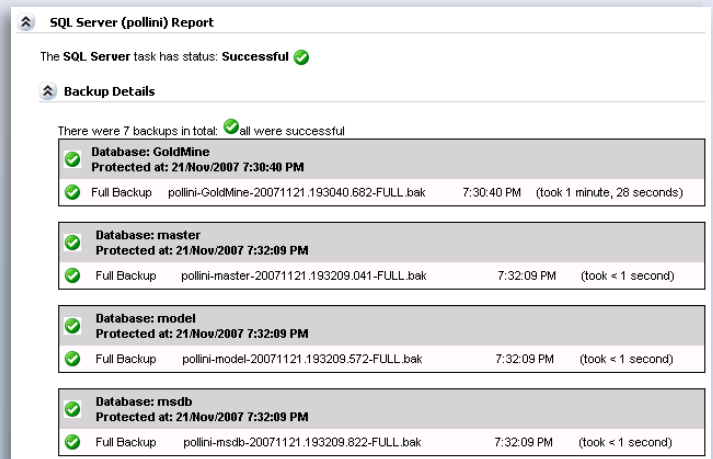 SQL Server (pollini) Report
The SQL Server task has status: Successful
Backup Details
There were 7 backups in total: all were successful
Database: GoldMine
Protected at: 21/Nov/2007 7:30:40 PM
Full Backup pollini-GoldMine-20071121.193040.682-FULL.bak 7:30:40 PM (took 1 minute, 28 seconds)
Database: master
Protected at: 21/Nov/2007 7:32:09 PM
Full Backup pollini-master-20071121.193209.041-FULL.bak 7:32:09 PM (took < 1 second)
Database: model
Protected at: 21/Nov/2007 7:32:09 PM
Full Backup pollini-model-20071121.193209.572-FULL.bak 7:32:09 PM (took < 1 second)
Database: msdb
Protected at: 21/Nov/2007 7:32:09 PM
Full Backup pollini-msdb-20071121.193209.822-FULL.bak 7:32:09 PM (took < 1 second)